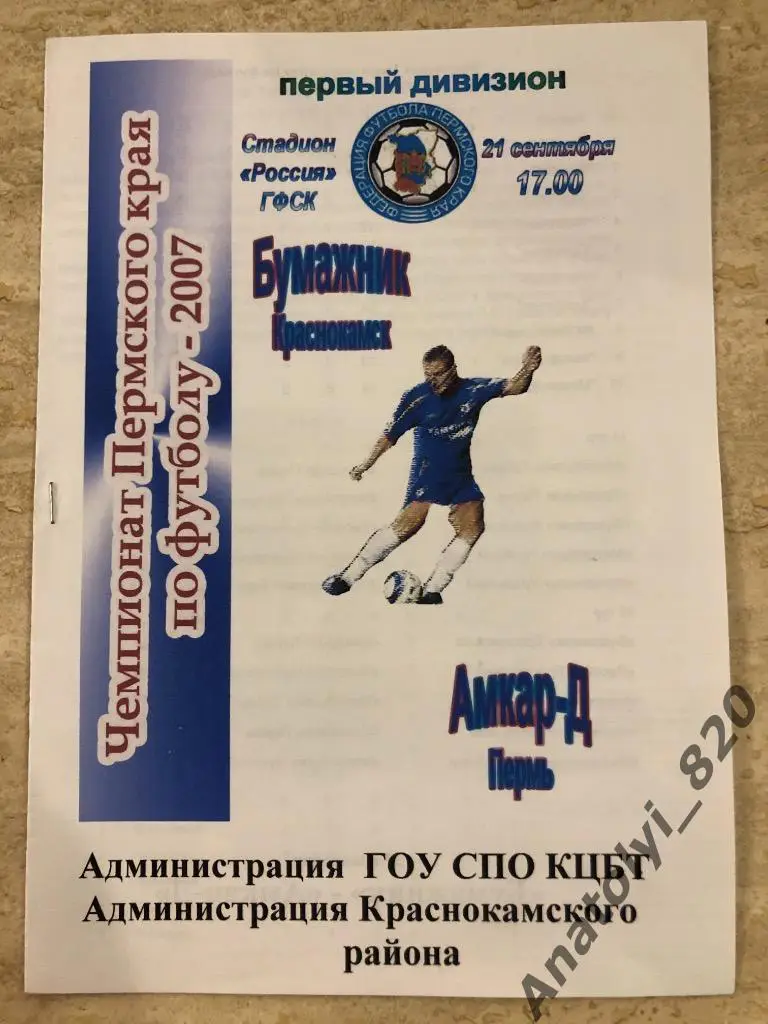 первый дивизион
Стадион
«Россия»
ГФСК
ФЕДЕРАЦИЯ ФУТБОЛА ПЕРМСКОГО КРАЯ
21 сентября
17.00
Чемпионат Пермского края
по футболу - 2007
Бумажник
Краснокамск
Амкар-Д
Пермь
Администрация ГОУ СПО КЦБТ
Администрация Краснокамского
района
Anatolyi_820